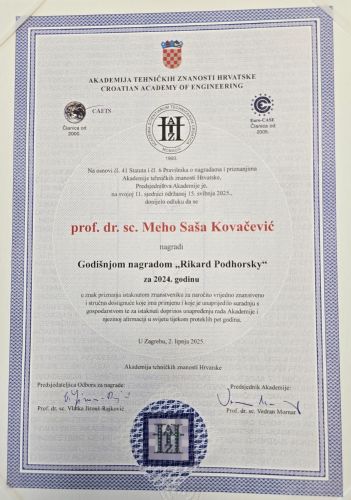 AKADEMIJA TEHNIČKIH ZNANOSTI HRVATSKE
CROATIAN ACADEMY OF ENGINEERING
CAETS
Članica od
2000.
Euro-CASE
Članica od
2005.
1993.
Na osnovi čl. 41 Statuta i čl. 6 Pravilnika o nagradama i priznanjima
Akademije tehničkih znanosti Hrvatske,
Predsjedništvo Akademije je,
na svojoj 11. sjednici održanoj 15. svibnja 2025.,
donijelo odluku da se
prof. dr. sc. Meho Saša Kovačević
nagradi
Godišnjom nagradom „Rikard Podhorsky“
za 2024. godinu
u znak priznanja istaknutom znanstveniku za naročito vrijedno znanstveno
i stručna dostignuće koje ima primjenu i koje je unaprijedilo suradnju s
gospodarstvom te za istaknuti doprinos unapređenju rada Akademije i
njezinoj afirmaciji u svijetu tijekom proteklih pet godina.
U Zagrebu, 2. lipnja 2025.
Akademija tehničkih znanosti Hrvatske
Predsjednica Odbora za nagrade:
Predsjednik Akademije:
Prof. dr. sc. Vlatka Jirouš-Rajković
Prof. dr. sc. Vedran Mornar